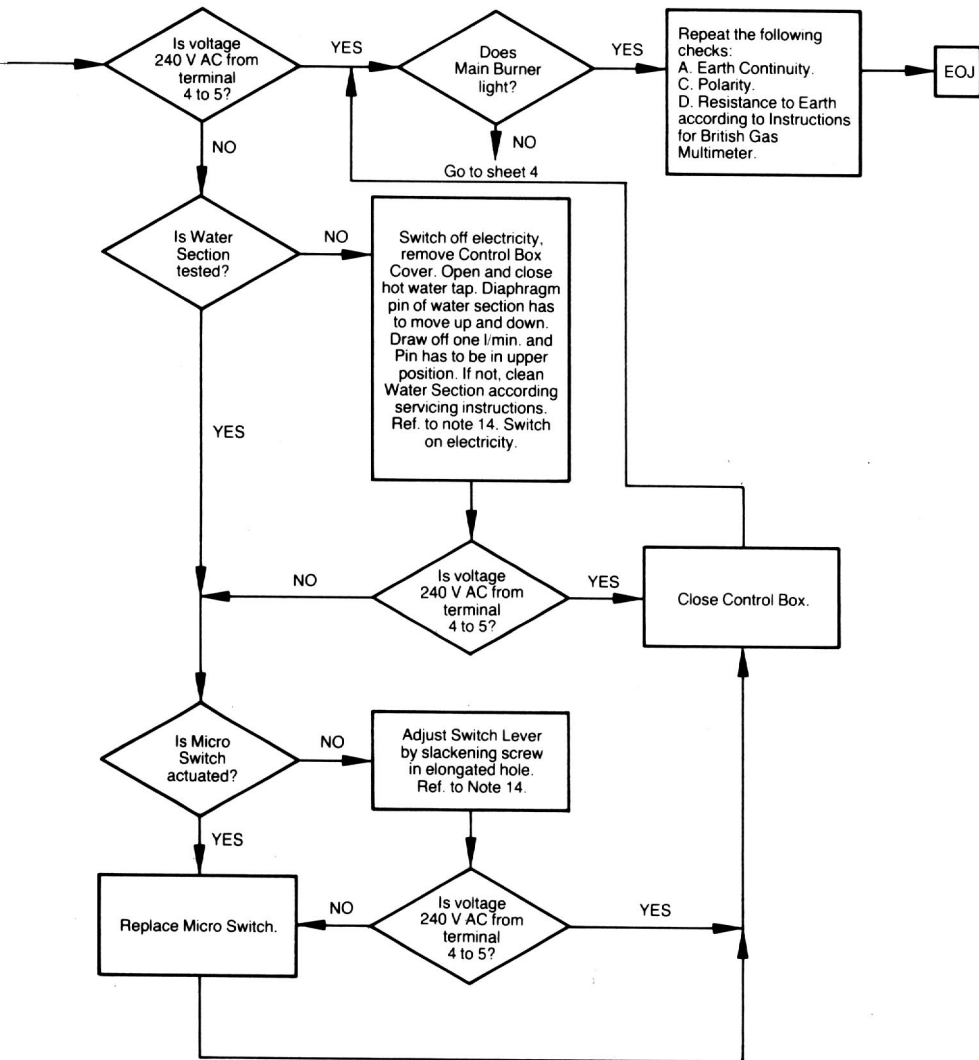 Is voltage
240 V AC from
terminal
4 to 5?
YES
Does
Main Burner
light?
YES
Repeat the following
checks:
A. Earth Continuity.
C. Polarity.
D. Resistance to Earth
according to Instructions
for British Gas
Multimeter.
EOJ
NO
NO
Go to sheet 4
Is Water
Section
tested?
NO
Switch off electricity,
remove Control Box
Cover. Open and close
hot water tap. Diaphragm
pin of water section has
to move up and down.
Draw off one l/min. and
Pin has to be in upper
position. If not, clean
Water Section according
servicing instructions.
Ref. to note 14. Switch
on electricity.
YES
Is voltage
240 V AC from
terminal
4 to 5?
NO
YES
Close Control Box.
Is Micro
Switch
actuated?
NO
Adjust Switch Lever
by slackening screw
in elongated hole.
Ref. to Note 14.
YES
Replace Micro Switch.
NO
Is voltage
240 V AC from
terminal
4 to 5?
YES